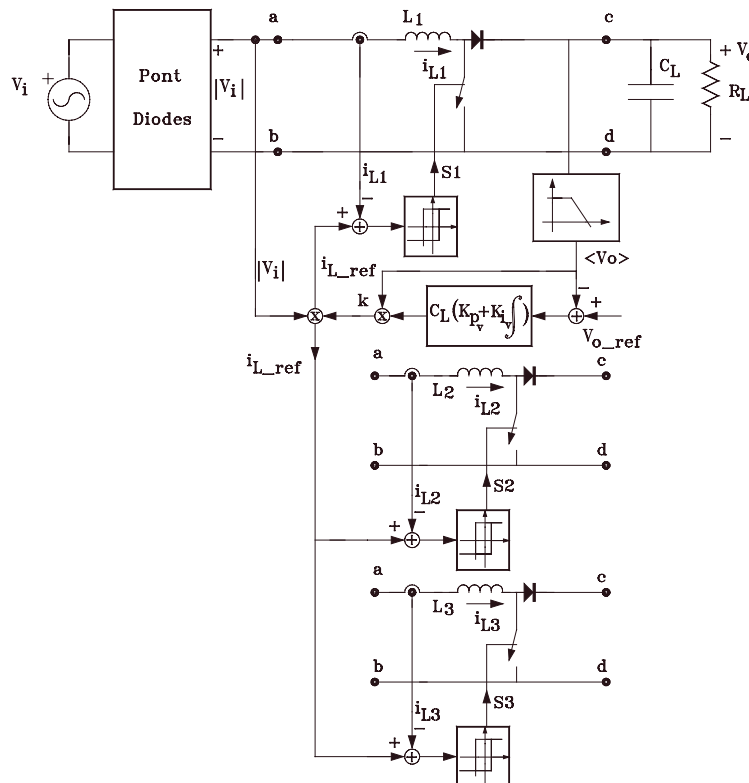 a
L1
c
iL1
+
Vi
Pont
Diodes
+
|Vi|
-
+
Vo
CL
RL
-
b
d
iL1
-
S1
+
+
iL_ref
|Vi|
<Vo>
k
-
x
x
CL(Kpv+Kiv∫)
+
+
Vo_ref
iL_ref
a
c
L2
iL2
b
d
S2
iL2
-
+
+
a
c
L3
iL3
b
d
S3
iL3
-
+
+